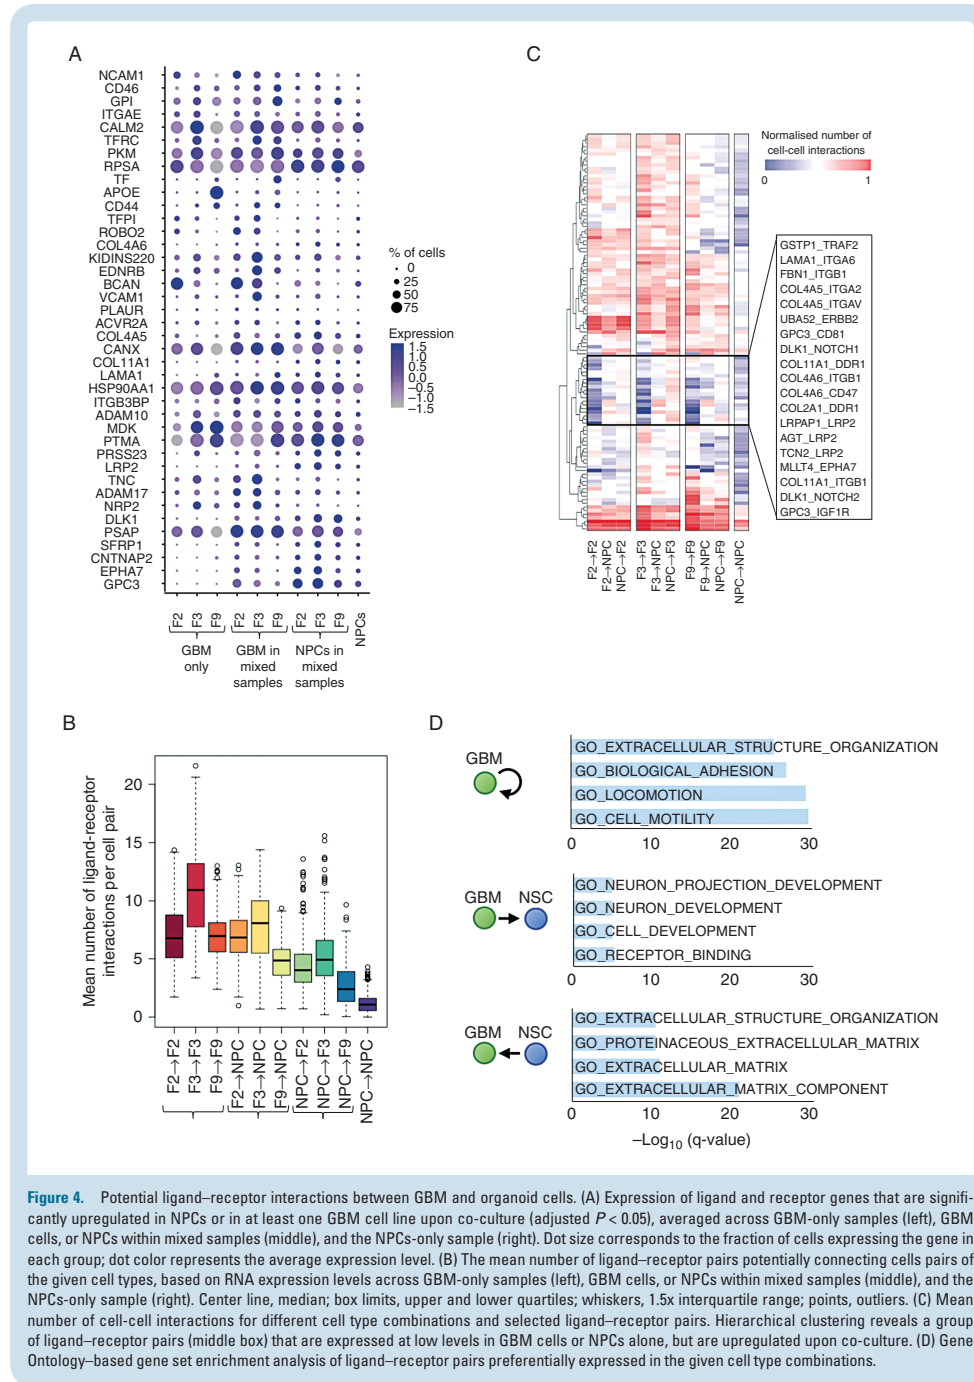 A
NCAM1
CD46
GPI
ITGAE
CALM2
TFRC
PKM
RPSA
TF
APOE
CD44
TFPI
ROBO2
COL4A6
KIDINS220
EDNRB
BCAN
VCAM1
PLAUR
ACVR2A
COL4A5
CANX
COL11A1
LAMA1
HSP90AA1
ITGB3BP
ADAM10
MDK
PTMA
PRSS23
LRP2
TNC
ADAM17
NRP2
DLK1
PSAP
SFRP1
CNTNAP2
EPHA7
GPC3
F2 F3 F9 F2 F3 F9 F2 F3 F9 NPCs
GBM only
GBM in mixed samples
NPCs in mixed samples
% of cells
0
25
50
75
Expression
1.5
1.0
0.5
0.0
−0.5
−1.0
−1.5
C
Normalised number of
cell-cell interactions
0 1
GSTP1_TRAF2
LAMA1_ITGA6
FBN1_ITGB1
COL4A5_ITGA2
COL4A5_ITGAV
UBA52_ERBB2
GPC3_CD81
DLK1_NOTCH1
COL11A1_DDR1
COL4A6_ITGB1
COL4A6_CD47
COL2A1_DDR1
LRPAP1_LRP2
AGT_LRP2
TCN2_LRP2
MLLT4_EPHA7
COL11A1_ITGB1
DLK1_NOTCH2
GPC3_IGF1R
F2→F2
F2→NPC
NPC→F2
F3→F3
F3→NPC
NPC→F3
F9→F9
F9→NPC
NPC→F9
NPC→NPC
B
Mean number of ligand-receptor
interactions per cell pair
20
15
10
5
0
F2→F2
F3→F3
F9→F9
F2→NPC
F3→NPC
F9→NPC
NPC→F2
NPC→F3
NPC→F9
NPC→NPC
D
GBM
GO_EXTRACELLULAR_STRUCTURE_ORGANIZATION
GO_BIOLOGICAL_ADHESION
GO_LOCOMOTION
GO_CELL_MOTILITY
0 10 20 30
GBM NSC
GO_NEURON_PROJECTION_DEVELOPMENT
GO_NEURON_DEVELOPMENT
GO_CELL_DEVELOPMENT
GO_RECEPTOR_BINDING
0 10 20 30
GBM NSC
GO_EXTRACELLULAR_STRUCTURE_ORGANIZATION
GO_PROTEINACEOUS_EXTRACELLULAR_MATRIX
GO_EXTRACELLULAR_MATRIX
GO_EXTRACELLULAR_MATRIX_COMPONENT
0 10 20 30
−Log10 (q-value)
Figure 4. Potential ligand–receptor interactions between GBM and organoid cells. (A) Expression of ligand and receptor genes that are signifi-
cantly upregulated in NPCs or in at least one GBM cell line upon co-culture (adjusted P < 0.05), averaged across GBM-only samples (left), GBM
cells, or NPCs within mixed samples (middle), and the NPCs-only sample (right). Dot size corresponds to the fraction of cells expressing the gene in
each group; dot color represents the average expression level. (B) The mean number of ligand–receptor pairs potentially connecting cells pairs of
the given cell types, based on RNA expression levels across GBM-only samples (left), GBM cells, or NPCs within mixed samples (middle), and the
NPCs-only sample (right). Center line, median; box limits, upper and lower quartiles; whiskers, 1.5x interquartile range; points, outliers. (C) Mean
number of cell-cell interactions for different cell type combinations and selected ligand–receptor pairs. Hierarchical clustering reveals a group
of ligand–receptor pairs (middle box) that are expressed at low levels in GBM cells or NPCs alone, but are upregulated upon co-culture. (D) Gene
Ontology–based gene set enrichment analysis of ligand–receptor pairs preferentially expressed in the given cell type combinations.